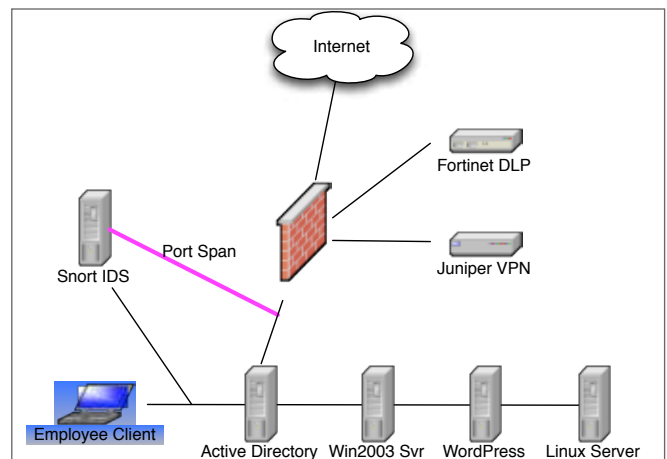 Internet
Fortinet DLP
Port Span
Snort IDS
Juniper VPN
Employee Client
Active Directory
Win2003 Svr
WordPress
Linux Server